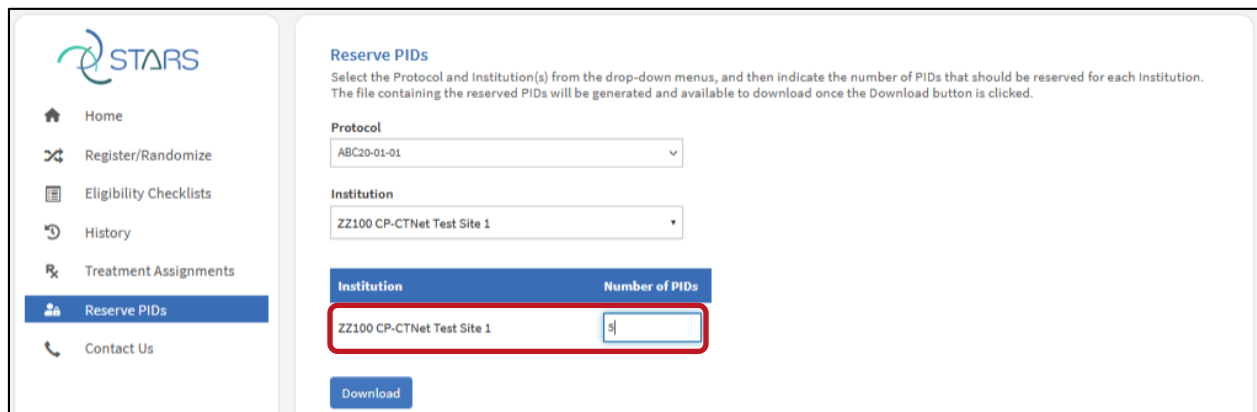 STARS
Home
Register/Randomize
Eligibility Checklists
History
Treatment Assignments
Reserve PIDs
Contact Us
Reserve PIDs
Select the Protocol and Institution(s) from the drop-down menus, and then indicate the number of PIDs that should be reserved for each Institution.
The file containing the reserved PIDs will be generated and available to download once the Download button is clicked.
Protocol
ABC20-01-01
Institution
ZZ100 CP-CTNet Test Site 1
Institution Number of PIDs
ZZ100 CP-CTNet Test Site 1 5
Download